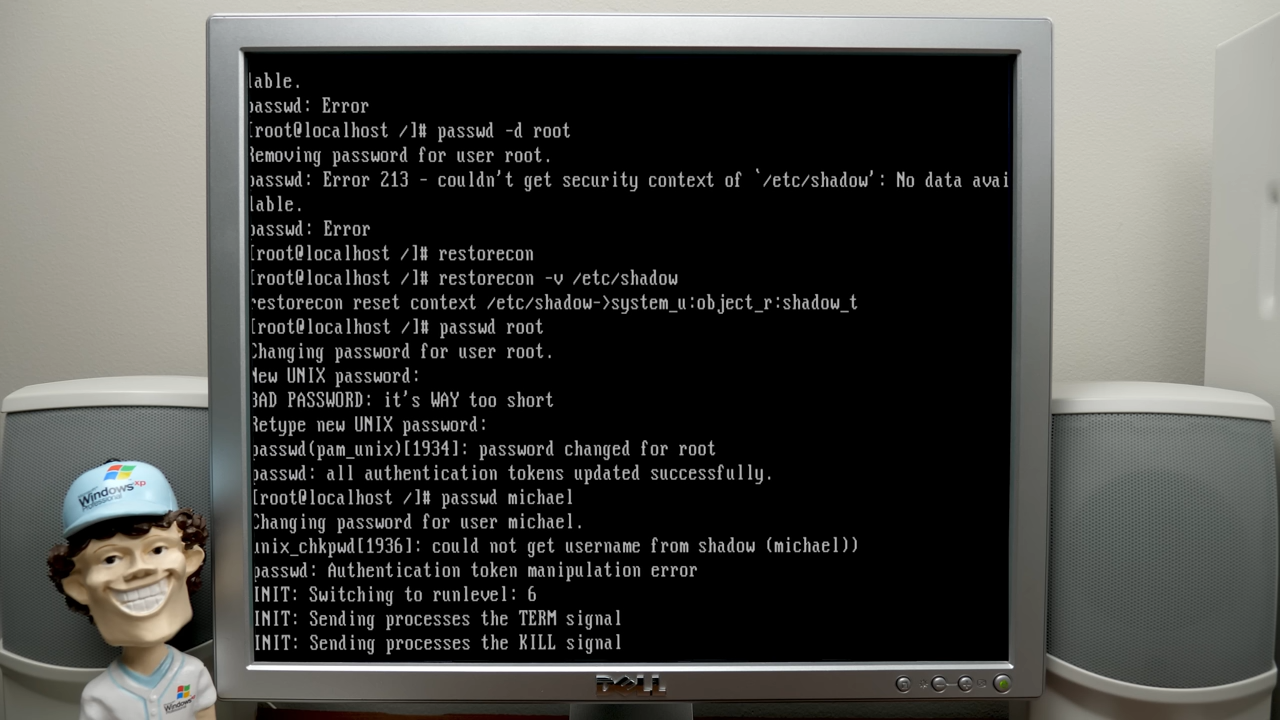 lable.
passwd: Error
[root@localhost /]# passwd -d root
Removing password for user root.
passwd: Error 213 - couldn't get security context of `/etc/shadow': No data avai
lable.
passwd: Error
[root@localhost /]# restorecon
[root@localhost /]# restorecon -v /etc/shadow
restorecon reset context /etc/shadow->system_u:object_r:shadow_t
[root@localhost /]# passwd root
Changing password for user root.
New UNIX password:
BAD PASSWORD: it's WAY too short
Retype new UNIX password:
passwd(pam_unix)[1934]: password changed for root
passwd: all authentication tokens updated successfully.
[root@localhost /]# passwd michael
Changing password for user michael.
unix_chkpwd[1936]: could not get username from shadow (michael))
passwd: Authentication token manipulation error
INIT: Switching to runlevel: 6
INIT: Sending processes the TERM signal
INIT: Sending processes the KILL signal
DELL
Windows xp
Professional
Windows